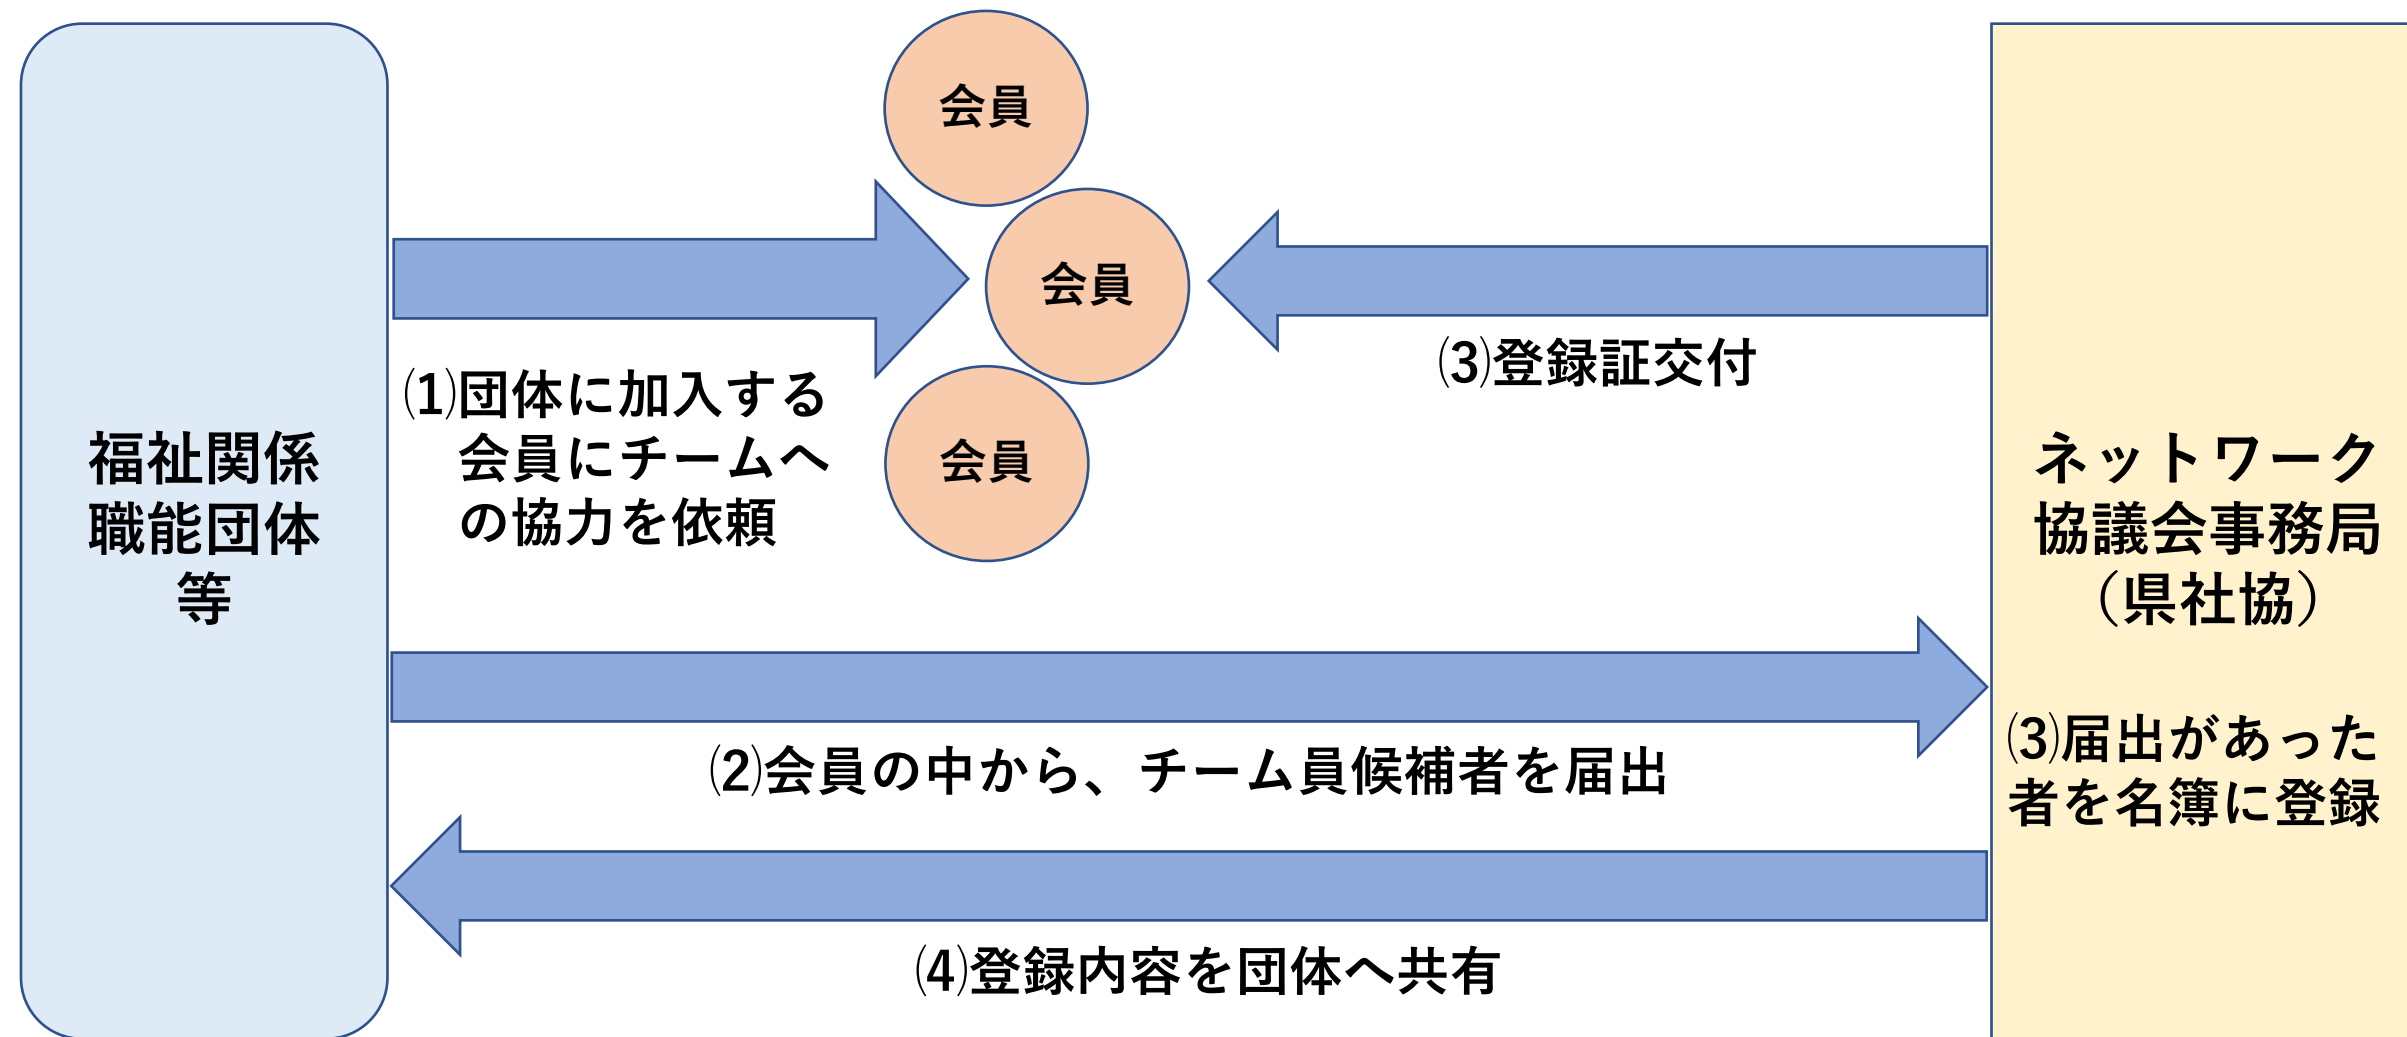 会員
会員
会員
⑴団体に加入する
会員にチームへ
の協力を依頼
⑶登録証交付
福祉関係
職能団体
等
ネットワーク
協議会事務局
（県社協）
⑶届出があった
者を名簿に登録
⑵会員の中から、チーム員候補者を届出
⑷登録内容を団体へ共有